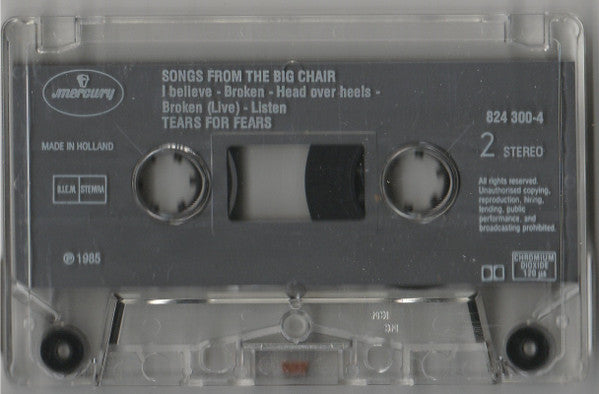 mercury
SONGS FROM THE BIG CHAIR
I believe - Broken - Head over heels -
Broken (Live) - Listen
TEARS FOR FEARS
824 300-4
MADE IN HOLLAND
2 STEREO
B.I.E.M. STEMRA
All rights reserved.
Unauthorised copying,
reproduction, hiring,
lending, public
performance, and
broadcasting prohibited.
℗ 1985
CHROMIUM
DIOXIDE
120 µs